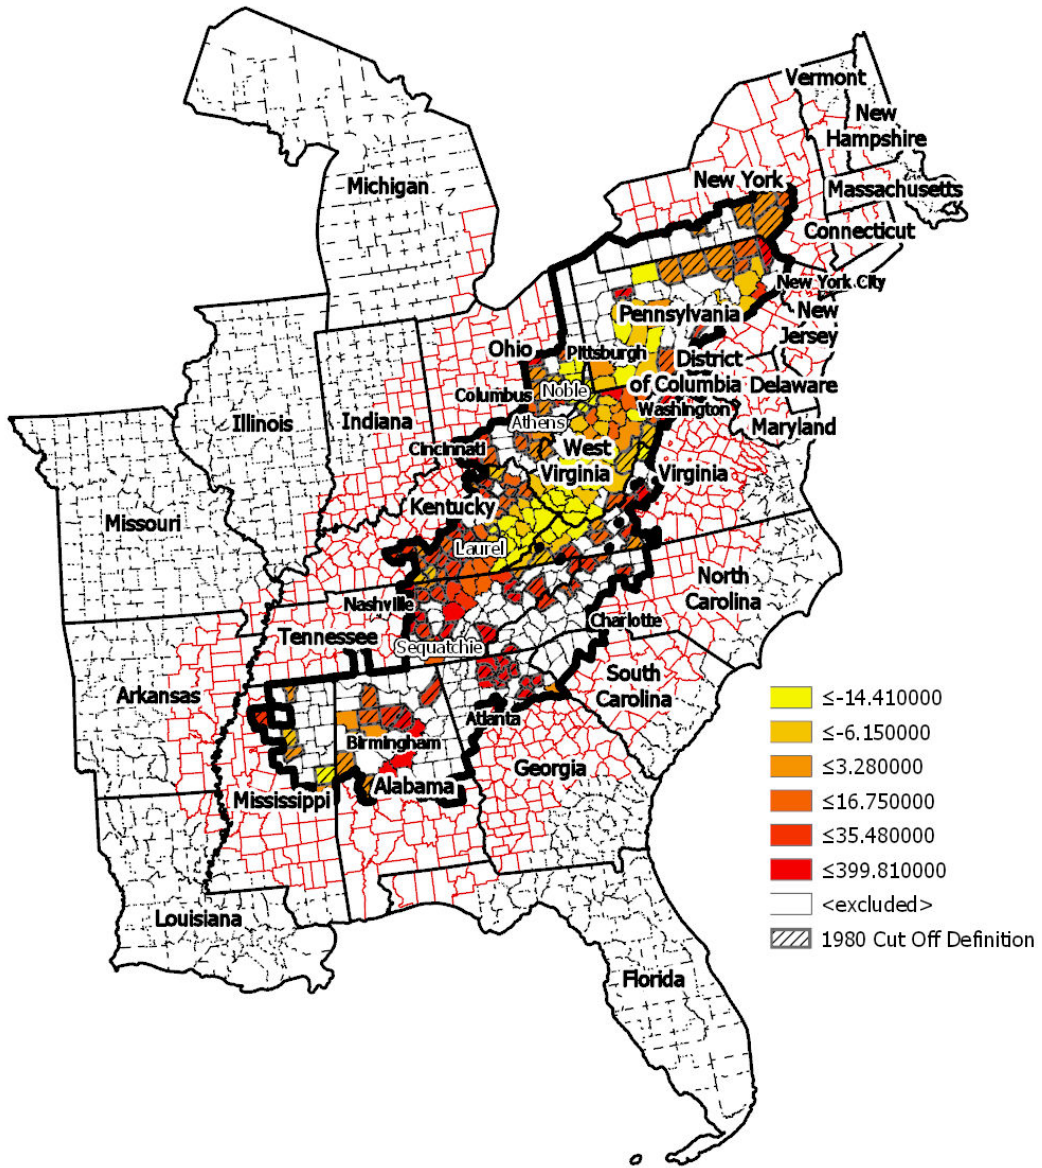 Vermont
New
Hampshire
Michigan
New York
Massachusetts
Connecticut
New York City
Pennsylvania
New
Jersey
Ohio
Pittsburgh
District
of Columbia
Delaware
Columbus
Noble
Washington
Illinois
Indiana
Athens
Maryland
Cincinnati
West
Virginia
Virginia
Missouri
Kentucky
Laurel
North
Carolina
Nashville
Charlotte
Tennessee
Sequatchie
South
Carolina
Arkansas
Atlanta
Birmingham
Georgia
Alabama
Mississippi
Louisiana
Florida
≤-14.410000
≤-6.150000
≤3.280000
≤16.750000
≤35.480000
≤399.810000
<excluded>
1980 Cut Off Definition